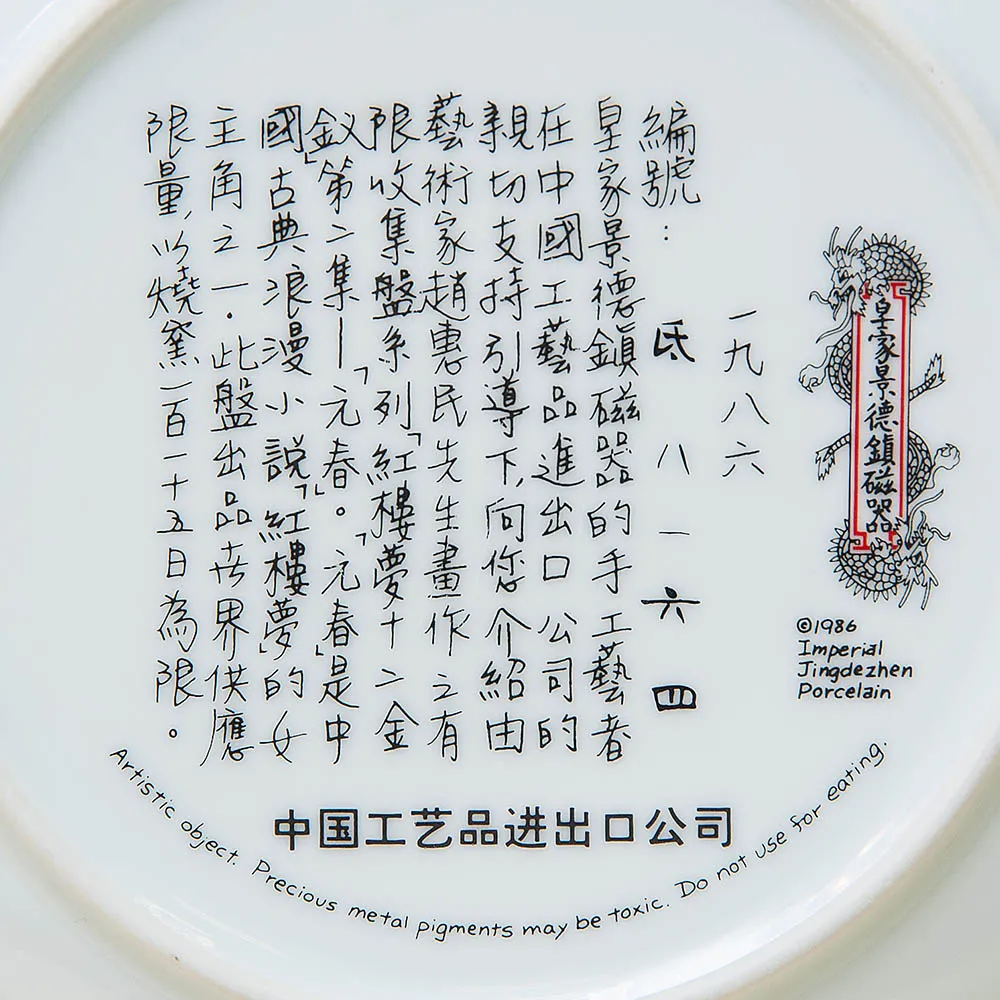 皇家景德鎮磁器
©1986
Imperial
Jingdezhen
Porcelain
一九八六
編號：氏八一六四
皇家景德鎮磁器的手工藝者
在中國工藝品進出口公司的
親切支持引導下,向您介紹由
藝術家趙惠民先生畫作之有
限收集盤系列「紅樓夢十二金
釵」第二集—「元春」。「元春」是中
國古典浪漫小說「紅樓夢」的女
主角之一.此盤出品世界供應
限量,以燒窯一百一十五日為限。
中国工艺品进出口公司
Artistic object. Precious metal pigments may be toxic. Do not use for eating.